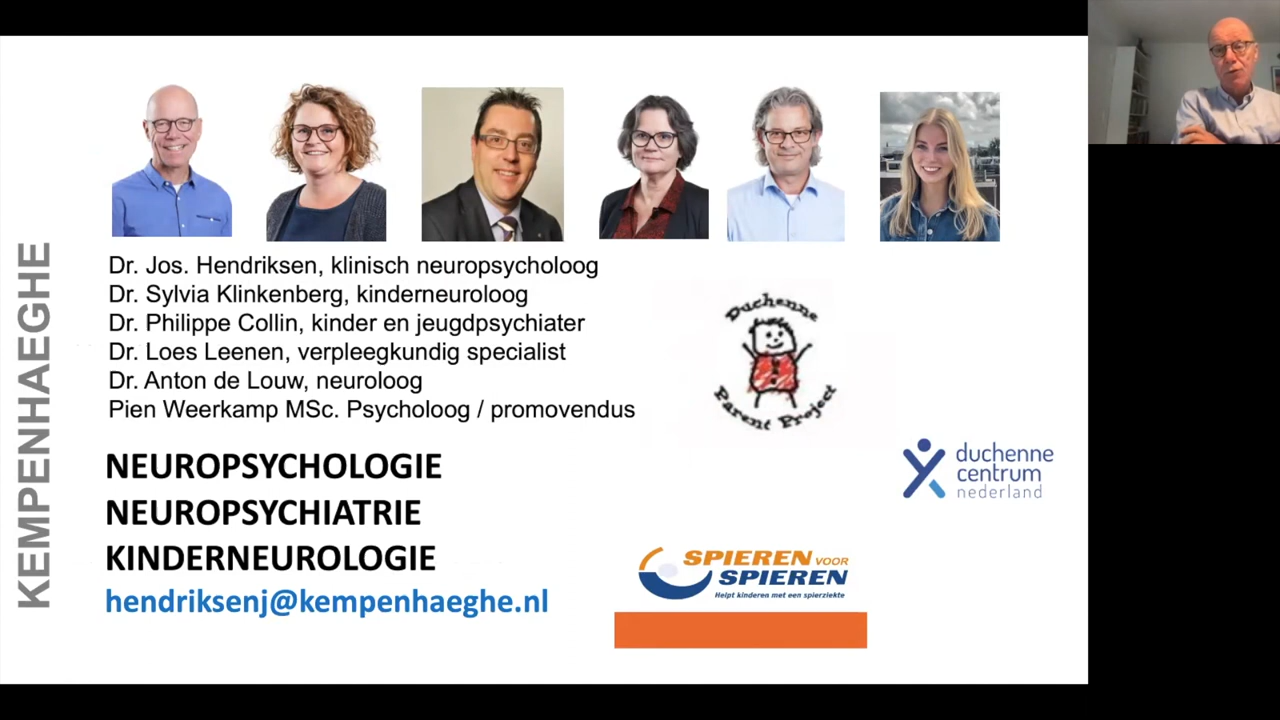 KEMPENHAEGHE
Dr. Jos. Hendriksen, klinisch neuropsycholoog
Dr. Sylvia Klinkenberg, kinderneuroloog
Dr. Philippe Collin, kinder en jeugdpsychiater
Dr. Loes Leenen, verpleegkundig specialist
Dr. Anton de Louw, neuroloog
Pien Weerkamp MSc. Psycholoog / promovendus
Duchenne
Parent Project
NEUROPSYCHOLOGIE
NEUROPSYCHIATRIE
KINDERNEUROLOGIE
hendriksenj@kempenhaeghe.nl
duchenne
centrum
nederland
SPIEREN VOOR
SPIEREN
Helpt kinderen met een spierziekte